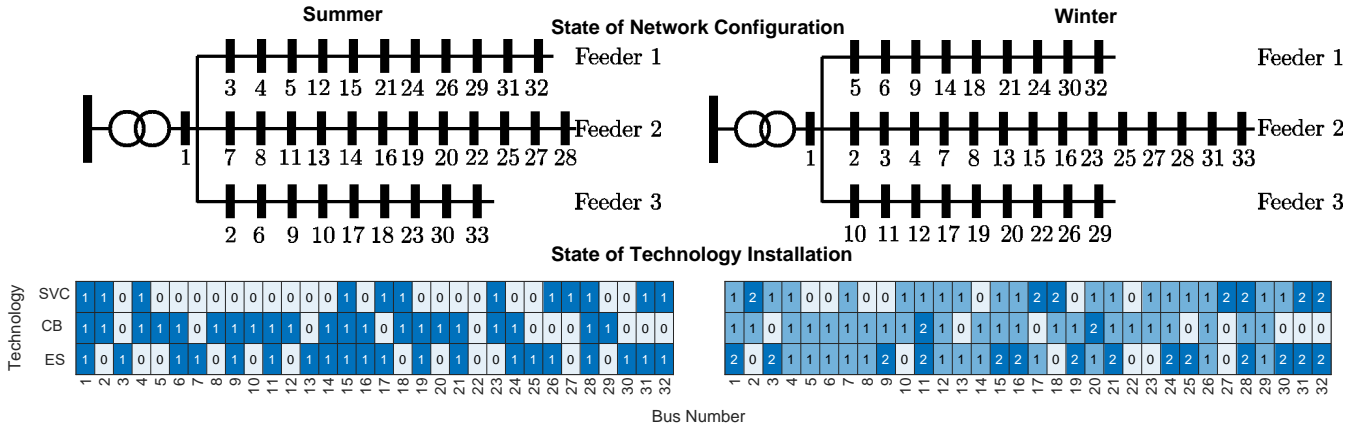 Summer
Winter
State of Network Configuration
Feeder 1
3 4 5 12 15 21 24 26 29 31 32
Feeder 2
1
7 8 11 13 14 16 19 20 22 25 27 28
Feeder 3
2 6 9 10 17 18 23 30 33
Feeder 1
5 6 9 14 18 21 24 30 32
Feeder 2
1
2 3 4 7 8 13 15 16 23 25 27 28 31 33
Feeder 3
10 11 12 17 19 20 22 26 29
State of Technology Installation
Technology
SVC 1 1 0 1 0 0 0 0 0 0 0 0 0 0 1 0 1 1 0 0 0 0 1 0 0 1 1 1 0 0 1 1
CB 1 1 0 1 1 1 0 1 1 1 1 1 0 1 1 1 0 1 1 1 1 0 1 1 0 0 0 1 1 0 0 0
ES 1 0 1 0 0 1 1 0 1 0 1 0 1 1 1 1 1 0 1 0 1 0 0 1 1 1 0 1 0 1 1 1
1 2 3 4 5 6 7 8 9 10 11 12 13 14 15 16 17 18 19 20 21 22 23 24 25 26 27 28 29 30 31 32
1 2 1 1 0 0 1 0 0 1 1 1 1 0 1 1 2 2 0 1 1 0 1 1 1 1 2 2 1 1 2 2
1 1 0 1 1 1 1 1 1 1 2 1 0 1 1 1 0 1 1 2 1 1 1 1 0 1 0 1 1 0 0 0
2 0 2 1 1 1 1 1 2 0 2 1 1 1 2 2 1 0 2 1 2 0 0 2 2 1 0 2 1 2 2 2
1 2 3 4 5 6 7 8 9 10 11 12 13 14 15 16 17 18 19 20 21 22 23 24 25 26 27 28 29 30 31 32
Bus Number